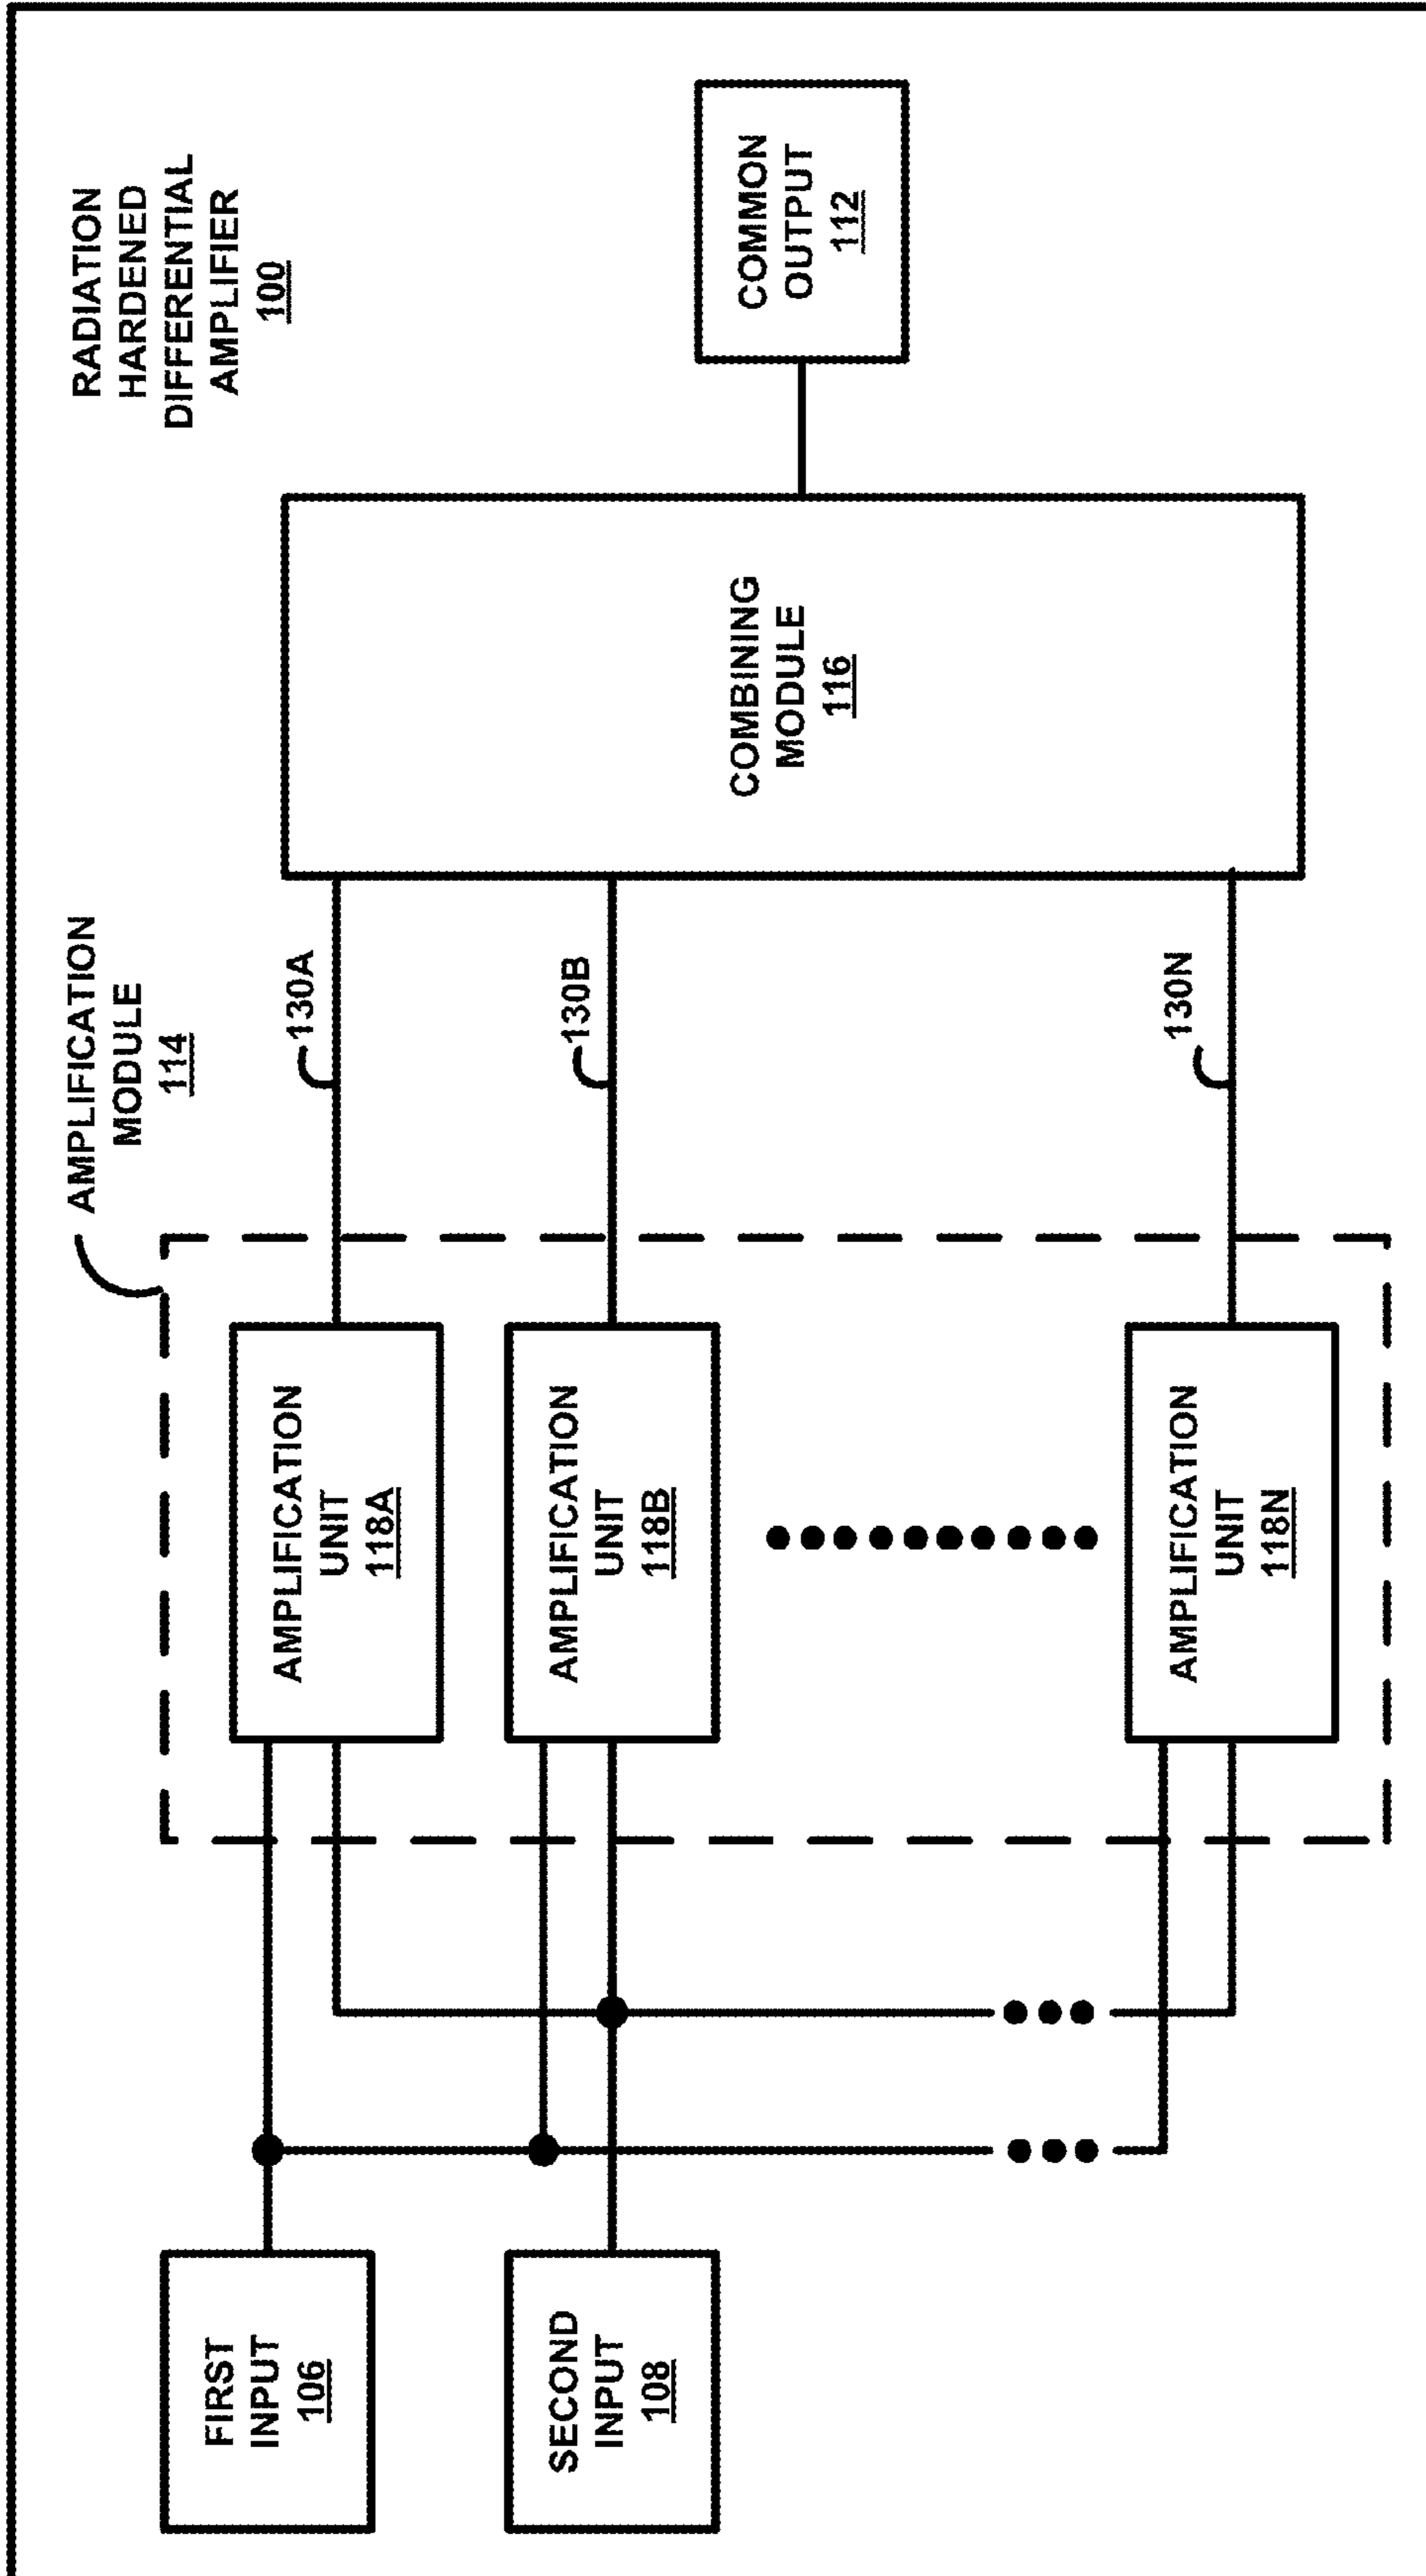 RADIATION
HARDENED
DIFFERENTIAL
AMPLIFIER
100
AMPLIFICATION
MODULE
114
FIRST
INPUT
106
SECOND
INPUT
108
AMPLIFICATION
UNIT
118A
AMPLIFICATION
UNIT
118B
AMPLIFICATION
UNIT
118N
130A
130B
130N
COMBINING
MODULE
116
COMMON
OUTPUT
112